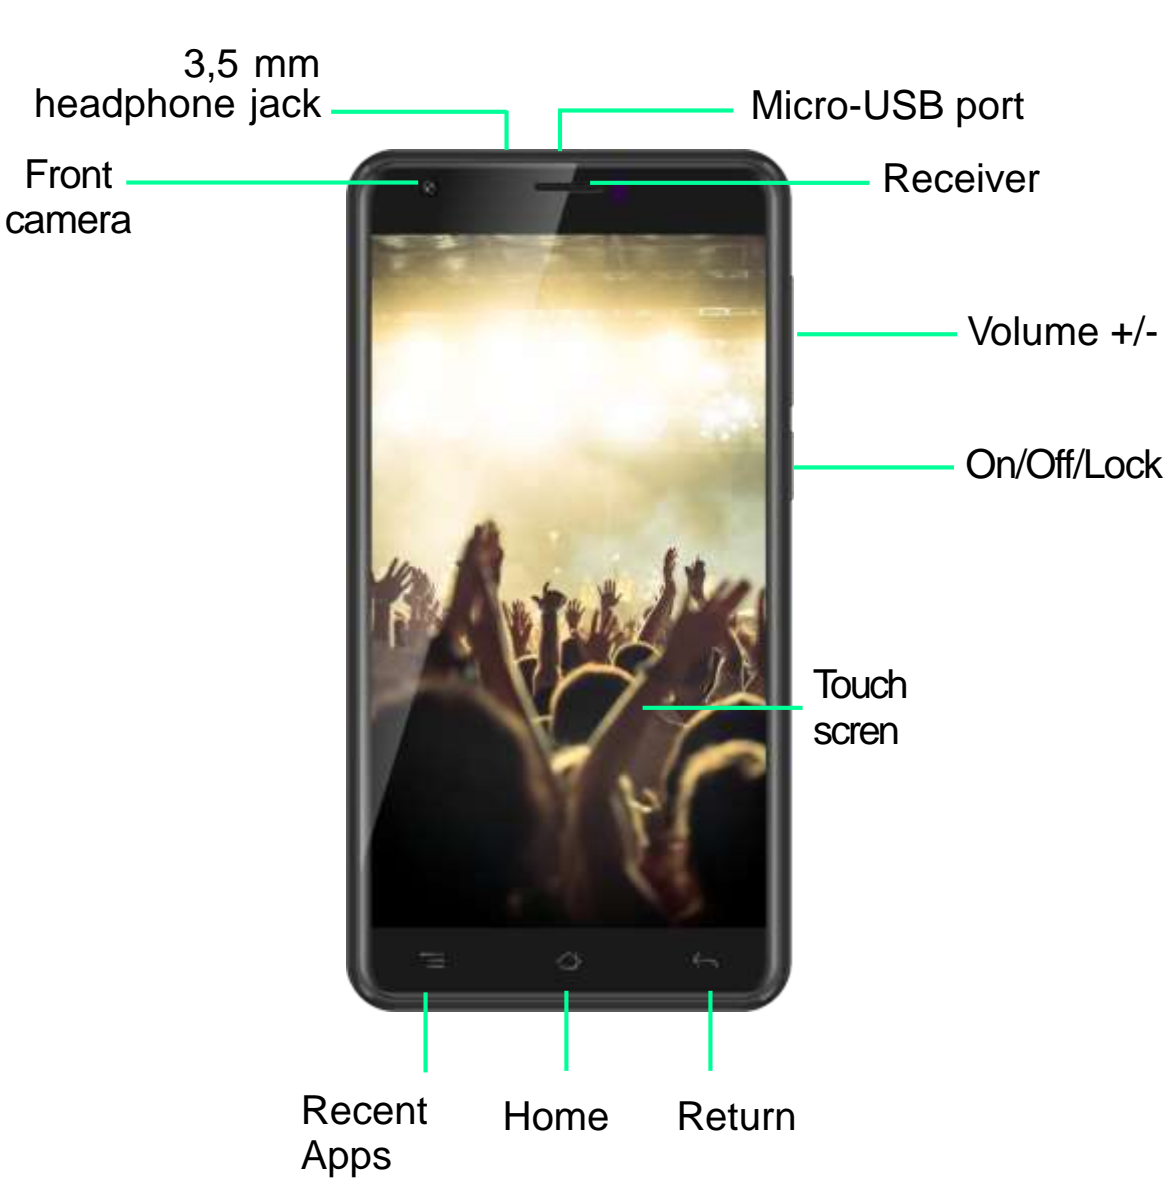 3,5 mm
headphone jack
Micro-USB port
Front
camera
Receiver
Volume +/-
On/Off/Lock
Touch
scren
Recent
Apps
Home
Return